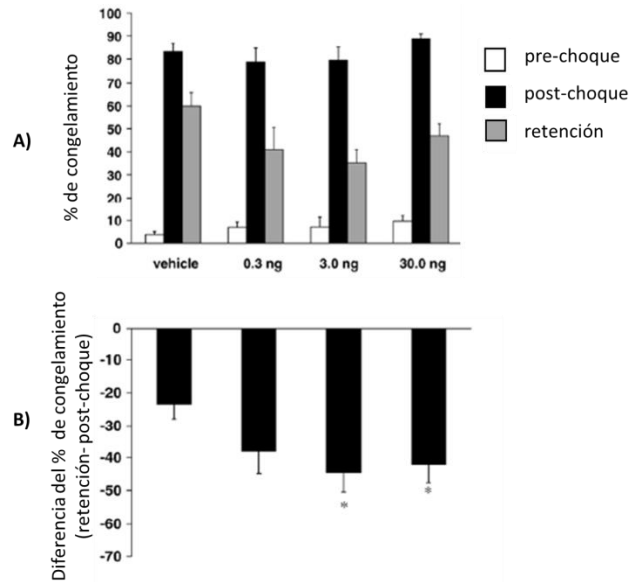 A)
% de congelamiento
100
90
80
70
60
50
40
30
20
10
0
vehicle 0.3 ng 3.0 ng 30.0 ng
pre-choque
post-choque
retención
B)
Diferencia del % de congelamiento
(retención- post-choque)
0
-10
-20
-30
-40
-50
-60
-70
* *